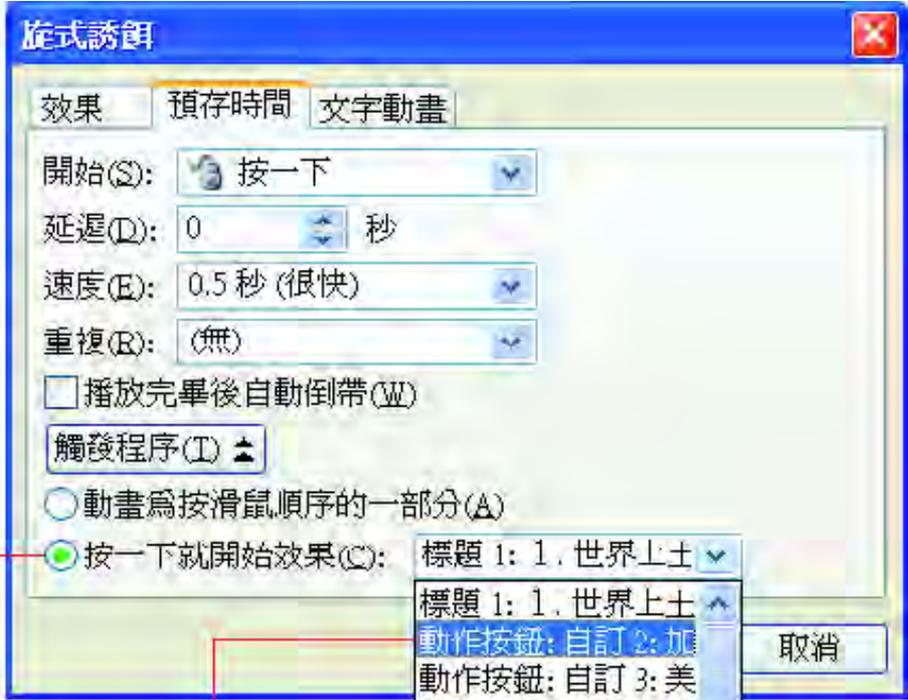 旋式誘餌
效果 預存時間 文字動畫
開始(S): 按一下
延遲(D): 0 秒
速度(E): 0.5 秒 (很快)
重複(R): (無)
播放完畢後自動倒帶(W)
觸發程序(T)
動畫為按滑鼠順序的一部分(A)
按一下就開始效果(C): 標題 1: 1. 世界上土
標題 1: 1. 世界上土
動作按鈕: 自訂 2: 加
動作按鈕: 自訂 3: 美
取消